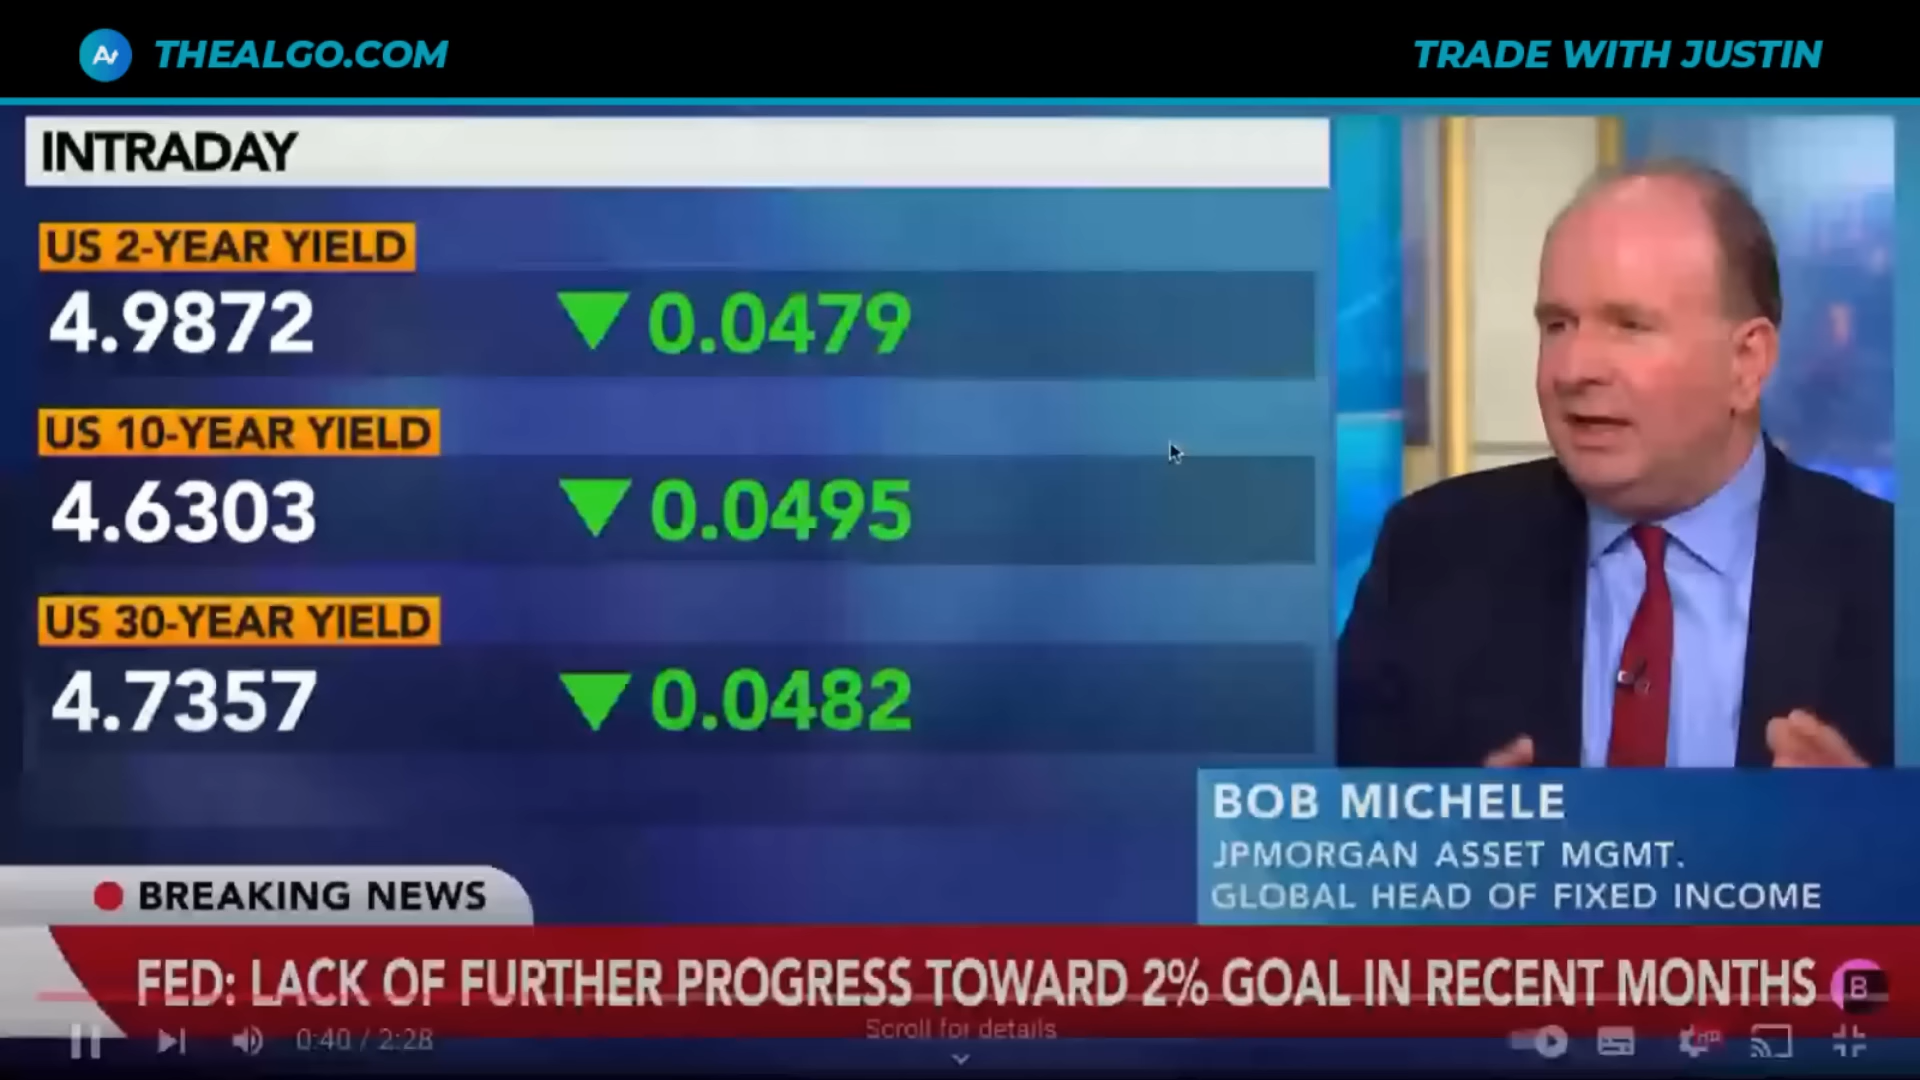 THEALGO.COM
TRADE WITH JUSTIN
INTRADAY
US 2-YEAR YIELD
4.9872 ▼ 0.0479
US 10-YEAR YIELD
4.6303 ▼ 0.0495
US 30-YEAR YIELD
4.7357 ▼ 0.0482
BOB MICHELE
JPMORGAN ASSET MGMT.
GLOBAL HEAD OF FIXED INCOME
BREAKING NEWS
FED: LACK OF FURTHER PROGRESS TOWARD 2% GOAL IN RECENT MONTHS
B
0:40 / 2:28
Scroll for details
HD